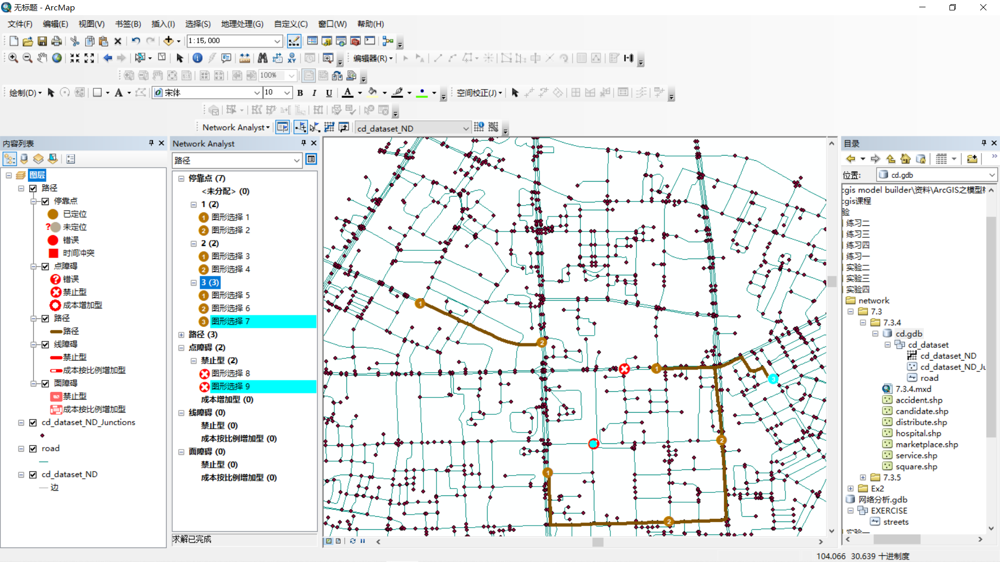 无标题 - ArcMap
文件(F) 编辑(E) 视图(V) 书签(B) 插入(I) 选择(S) 地理处理(G) 自定义(C) 窗口(W) 帮助(H)
1:15,000
编辑器(R)
100%
绘制(D) A 宋体 10 B I U A 空间校正(J)
Network Analyst cd_dataset_ND
内容列表
图层
路径
停靠点
已定位
未定位
错误
时间冲突
点障碍
错误
禁止型
成本增加型
路径
路径
线障碍
禁止型
成本按比例增加型
面障碍
禁止型
成本按比例增加型
cd_dataset_ND_Junctions
road
cd_dataset_ND
边
Network Analyst
路径
停靠点 (7)
<未分配> (0)
1 (2)
1 图形选择 1
2 图形选择 2
2 (2)
1 图形选择 3
2 图形选择 4
3 (3)
1 图形选择 5
2 图形选择 6
3 图形选择 7
路径 (3)
点障碍 (2)
禁止型 (2)
图形选择 8
图形选择 9
成本增加型 (0)
线障碍 (0)
禁止型 (0)
成本按比例增加型 (0)
面障碍 (0)
禁止型 (0)
成本按比例增加型 (0)
求解已完成
1
2
1
3
2
1
2
目录
位置: cd.gdb
cgis model builder\资料\ArcGIS之模型构
cgis课程
验
练习二
练习三
练习四
练习一
实验二
实验三
实验四
network
7.3
7.3.4
cd.gdb
cd_dataset
cd_dataset_ND
cd_dataset_ND_Ju
road
7.3.4.mxd
accident.shp
candidate.shp
distribute.shp
hospital.shp
marketplace.shp
service.shp
square.shp
7.3.5
Ex2
网络分析.gdb
EXERCISE
streets
实验一
104.066 30.639 十进制度